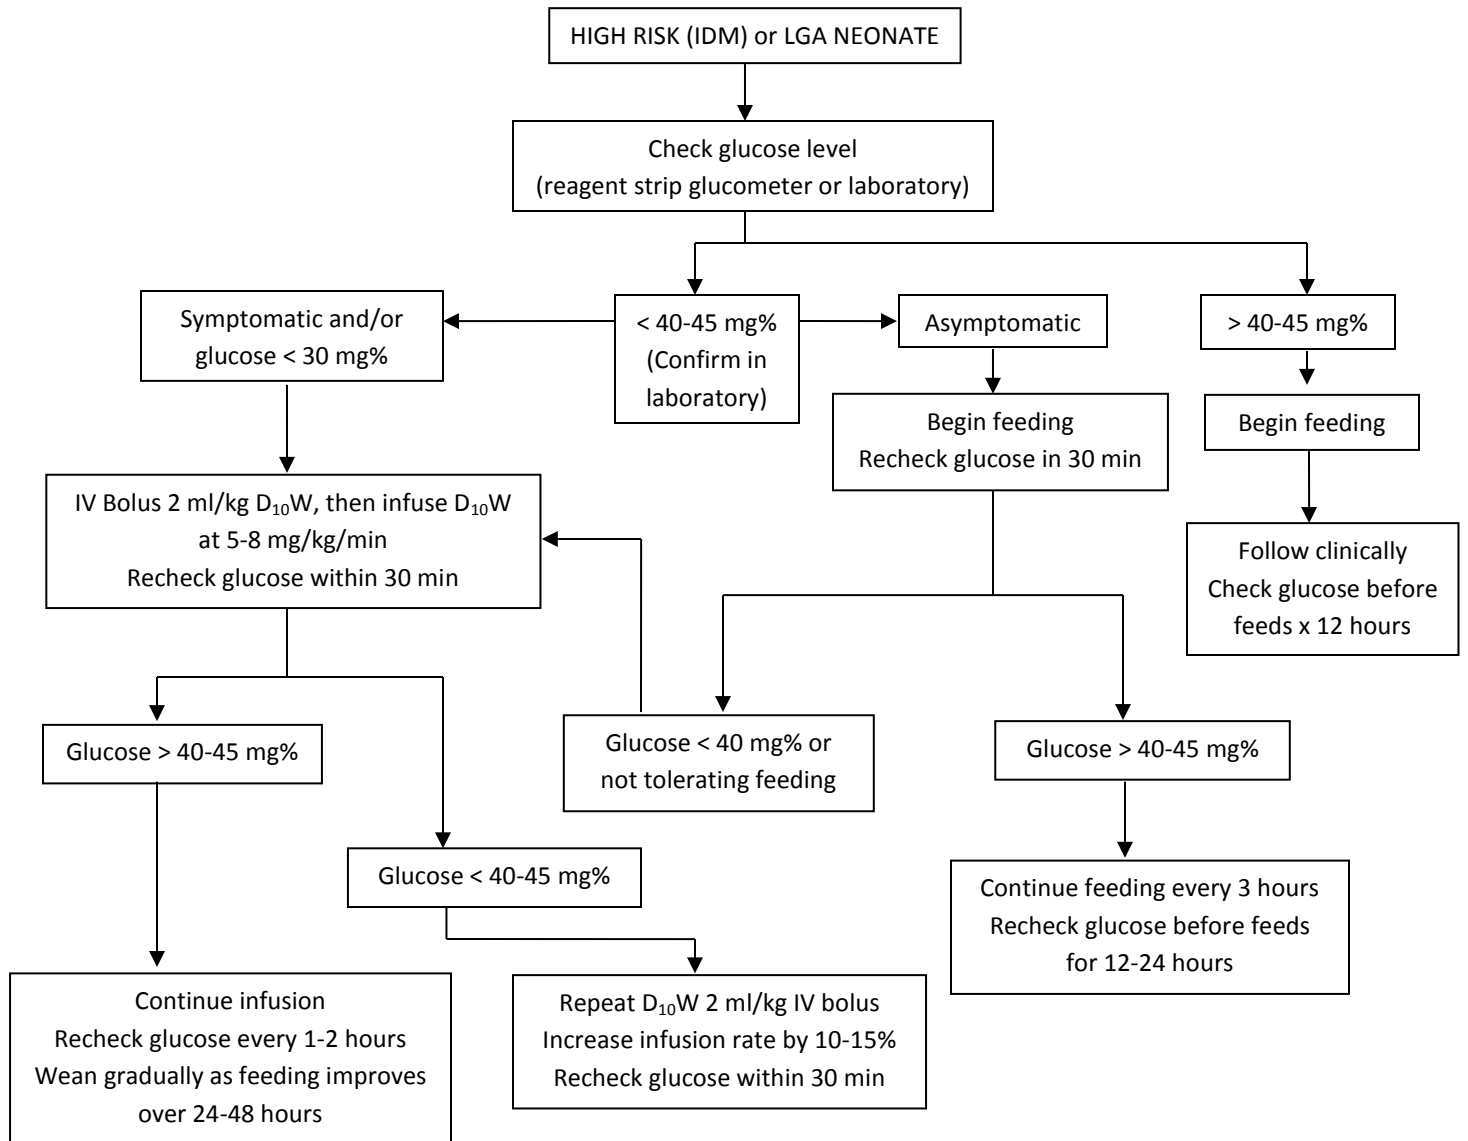 HIGH RISK (IDM) or LGA NEONATE
Check glucose level
(reagent strip glucometer or laboratory)
Symptomatic and/or
glucose < 30 mg%
< 40-45 mg%
(Confirm in
laboratory)
Asymptomatic
> 40-45 mg%
Begin feeding
Recheck glucose in 30 min
Begin feeding
IV Bolus 2 ml/kg D₁₀W, then infuse D₁₀W
at 5-8 mg/kg/min
Recheck glucose within 30 min
Follow clinically
Check glucose before
feeds x 12 hours
Glucose > 40-45 mg%
Glucose < 40 mg% or
not tolerating feeding
Glucose > 40-45 mg%
Glucose < 40-45 mg%
Continue feeding every 3 hours
Recheck glucose before feeds
for 12-24 hours
Continue infusion
Recheck glucose every 1-2 hours
Wean gradually as feeding improves
over 24-48 hours
Repeat D₁₀W 2 ml/kg IV bolus
Increase infusion rate by 10-15%
Recheck glucose within 30 min